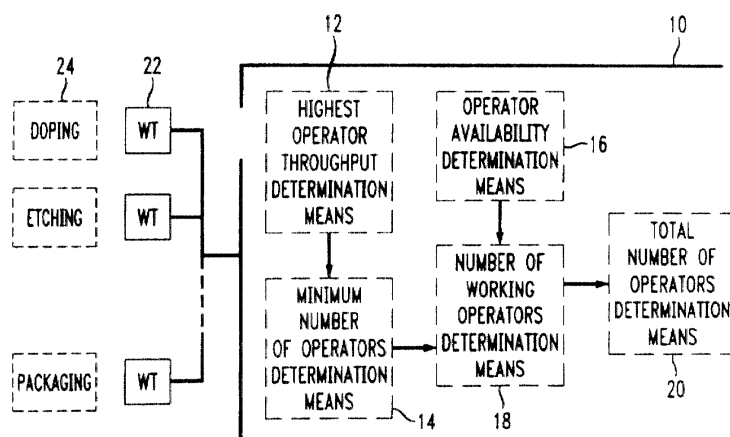 24
22
12
10
DOPING
WT
HIGHEST
OPERATOR
THROUGHPUT
DETERMINATION
MEANS
OPERATOR
AVAILABILITY
DETERMINATION
MEANS
16
ETCHING
WT
MINIMUM
NUMBER
OF OPERATORS
DETERMINATION
MEANS
14
NUMBER OF
WORKING
OPERATORS
DETERMINATION
MEANS
18
TOTAL
NUMBER OF
OPERATORS
DETERMINATION
MEANS
20
PACKAGING
WT